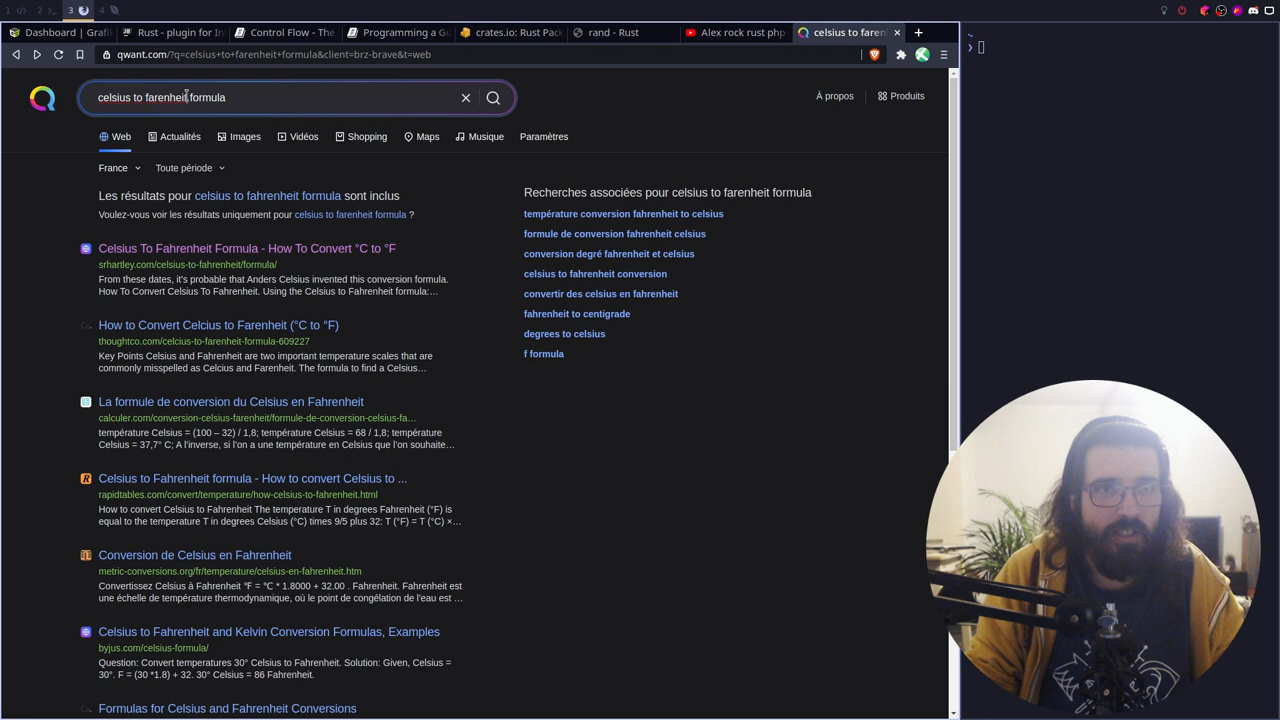 1
2
3
4
Dashboard | Grafi
Rust - plugin for In
Control Flow - The
Programming a Gu
crates.io: Rust Pack
rand - Rust
Alex rock rust php
celsius to faren
qwant.com/?q=celsius+to+farenheit+formula&client=brz-brave&t=web
celsius to farenheit formula
À propos
Produits
Web
Actualités
Images
Vidéos
Shopping
Maps
Musique
Paramètres
France
Toute période
Les résultats pour celsius to fahrenheit formula sont inclus
Voulez-vous voir les résultats uniquement pour celsius to farenheit formula ?
Celsius To Fahrenheit Formula - How To Convert °C to °F
srhartley.com/celsius-to-fahrenheit/formula/
From these dates, it's probable that Anders Celsius invented this conversion formula.
How To Convert Celsius To Fahrenheit. Using the Celsius to Fahrenheit formula:…
How to Convert Celcius to Farenheit (°C to °F)
thoughtco.com/celcius-to-farenheit-formula-609227
Key Points Celsius and Fahrenheit are two important temperature scales that are
commonly misspelled as Celcius and Farenheit. The formula to find a Celsius…
La formule de conversion du Celsius en Fahrenheit
calculer.com/conversion-celsius-farenheit/formule-de-conversion-celsius-fa…
température Celsius = (100 – 32) / 1,8; température Celsius = 68 / 1,8; température
Celsius = 37,7° C; A l'inverse, si l'on a une température en Celsius que l'on souhaite…
Celsius to Fahrenheit formula - How to convert Celsius to ...
rapidtables.com/convert/temperature/how-celsius-to-fahrenheit.html
How to convert Celsius to Fahrenheit The temperature T in degrees Fahrenheit (°F) is
equal to the temperature T in degrees Celsius (°C) times 9/5 plus 32: T (°F) = T (°C) ×…
Conversion de Celsius en Fahrenheit
metric-conversions.org/fr/temperature/celsius-en-fahrenheit.htm
Convertissez Celsius à Fahrenheit ℉ = ℃ * 1.8000 + 32.00 . Fahrenheit. Fahrenheit est
une échelle de température thermodynamique, où le point de congélation de l'eau est …
Celsius to Fahrenheit and Kelvin Conversion Formulas, Examples
byjus.com/celsius-formula/
Question: Convert temperatures 30° Celsius to Fahrenheit. Solution: Given, Celsius =
30°. F = (30 *1.8) + 32. 30° Celsius = 86 Fahrenheit.
Formulas for Celsius and Fahrenheit Conversions
Recherches associées pour celsius to farenheit formula
température conversion fahrenheit to celsius
formule de conversion fahrenheit celsius
conversion degré fahrenheit et celsius
celsius to fahrenheit conversion
convertir des celsius en fahrenheit
fahrenheit to centigrade
degrees to celsius
f formula
~
❯